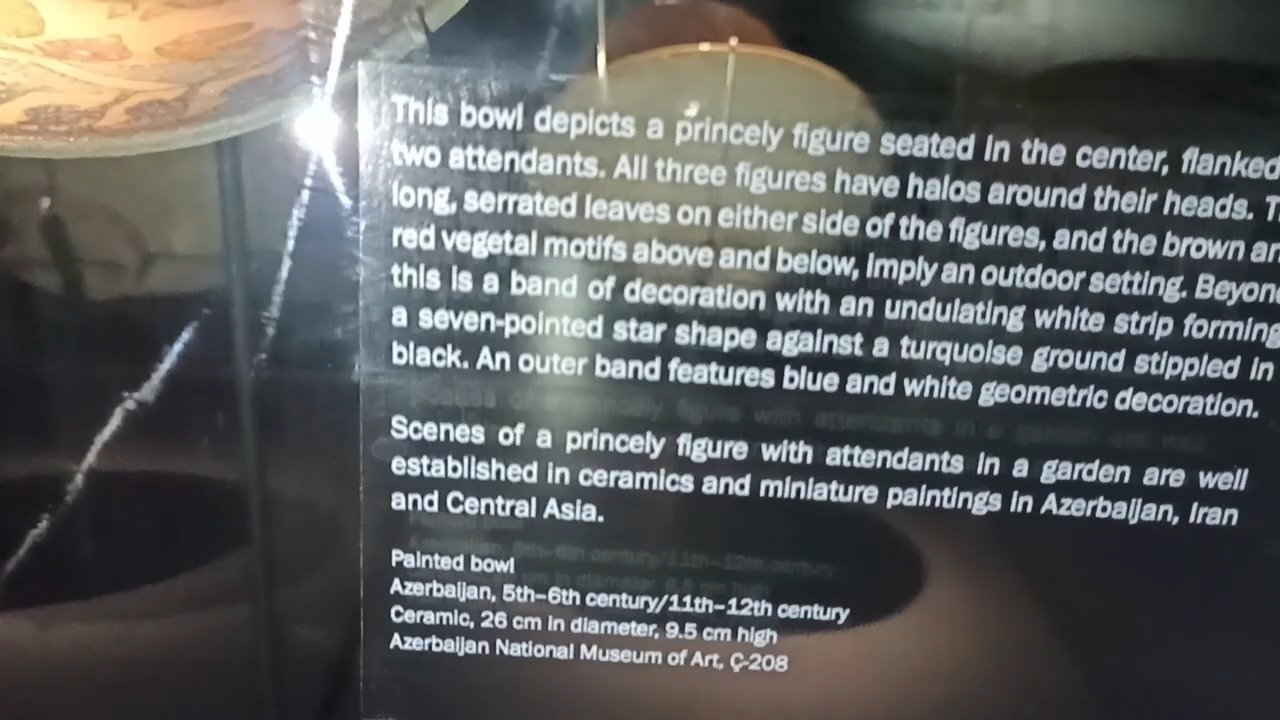 This bowl depicts a princely figure seated in the center, flanked
two attendants. All three figures have halos around their heads.
long, serrated leaves on either side of the figures, and the brown
red vegetal motifs above and below, imply an outdoor setting.
this is a band of decoration with an undulating white strip forming
a seven-pointed star shape against a turquoise ground stippled in
black. An outer band features blue and white geometric decoration.
Scenes of a princely figure with attendants in a garden are well
established in ceramics and miniature paintings in Azerbaijan, Iran
and Central Asia.
Painted bowl
Azerbaijan, 5th–6th century/11th–12th century
Ceramic, 26 cm in diameter, 9.5 cm high
Azerbaijan National Museum of Art, Ç-208